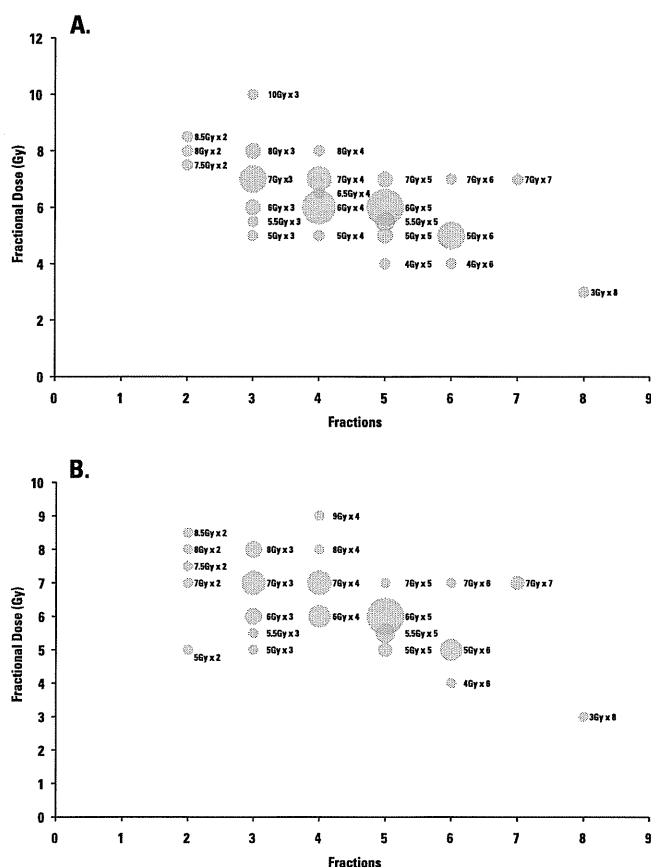 A.
Fractional Dose (Gy)
12
10
8
6
4
2
0
10Gy x 3
8.5Gy x 2
8Gy x 2
8Gy x 3
8Gy x 4
7.5Gy x 2
7Gy x3
7Gy x 4
7Gy x 5
7Gy x 6
7Gy x 7
6.5Gy x 4
6Gy x 3
6Gy x 4
6Gy x 5
5.5Gy x 3
5.5Gy x 5
5Gy x 3
5Gy x 4
5Gy x 5
5Gy x 6
4Gy x 5
4Gy x 6
3Gy x 8
0 1 2 3 4 5 6 7 8 9
Fractions
B.
Fractional Dose (Gy)
10
9
8
7
6
5
4
3
2
1
0
9Gy x 4
8.5Gy x 2
8Gy x 2
8Gy x 3
8Gy x 4
7.5Gy x 2
7Gy x 2
7Gy x 3
7Gy x 4
7Gy x 5
7Gy x 6
7Gy x 7
6Gy x 3
6Gy x 4
6Gy x 5
5.5Gy x 3
5.5Gy x 5
5Gy x 2
5Gy x 3
5Gy x 5
5Gy x 6
4Gy x 6
3Gy x 8
0 1 2 3 4 5 6 7 8 9
Fractions